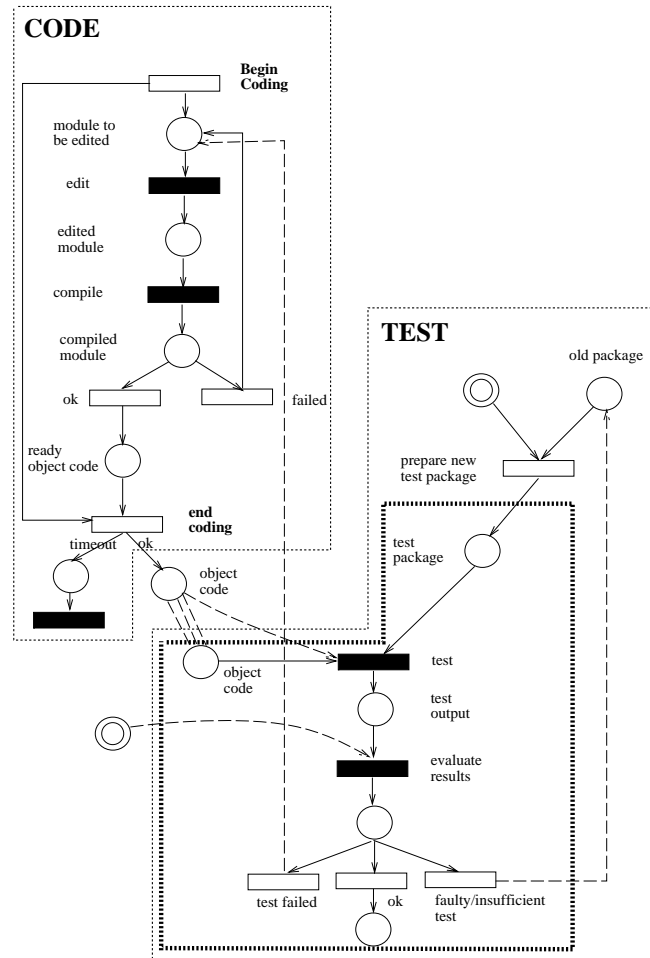 CODE
Begin
Coding
module to
be edited
edit
edited
module
compile
compiled
module
ok
failed
ready
object code
end
coding
timeout
ok
object
code
TEST
old package
prepare new
test package
test
package
object
code
test
test
output
evaluate
results
test failed
ok
faulty/insufficient
test